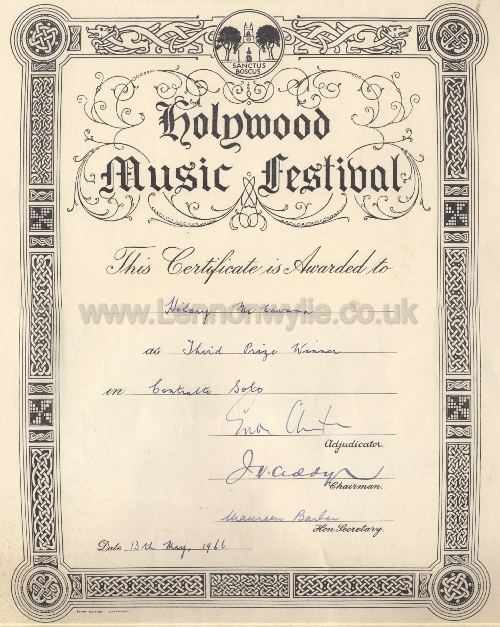 SANCTUS
BOSCUS
Holywood
Music Festival
This Certificate is Awarded to
www.Lennonwylie.co.uk
Hilary
as Third Prize Winner
in Contralto Solo
Adjudicator.
Chairman.
Maureen Barber
Hon. Secretary.
Date 13th May, 1966